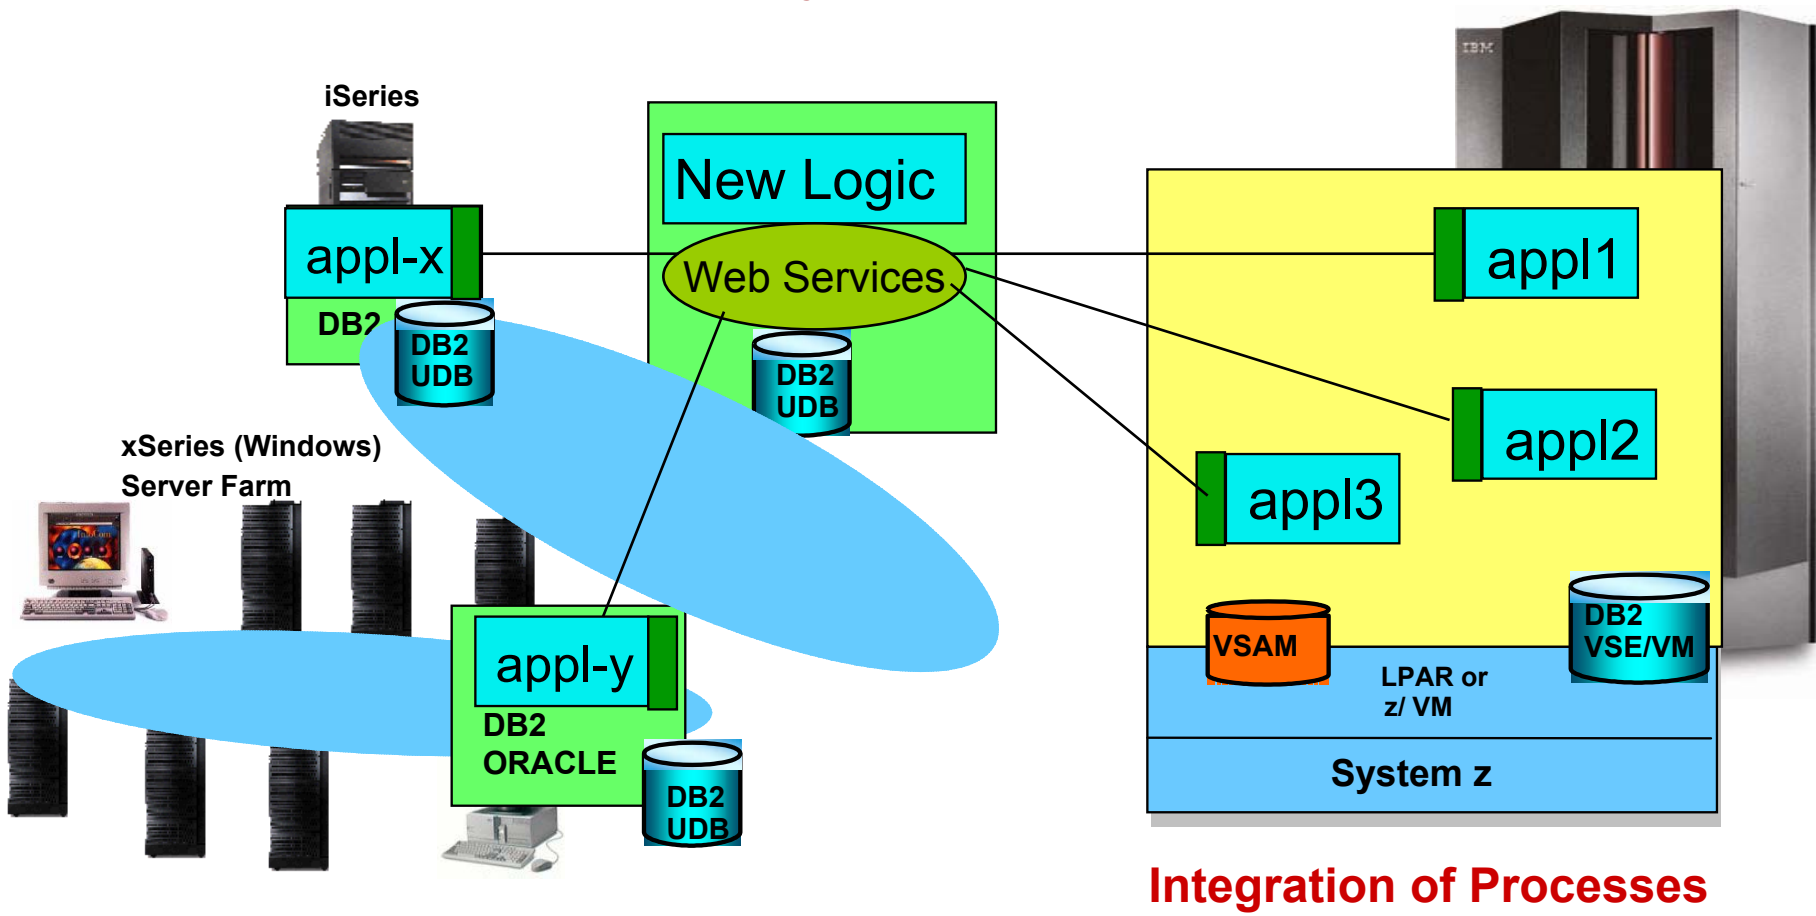 IBM
iSeries
New Logic
appl-x
Web Services
appl1
DB2
DB2
UDB
DB2
UDB
appl2
xSeries (Windows)
Server Farm
appl3
appl-y
DB2
ORACLE
DB2
UDB
VSAM
DB2
VSE/VM
LPAR or
z/ VM
System z
Integration of Processes